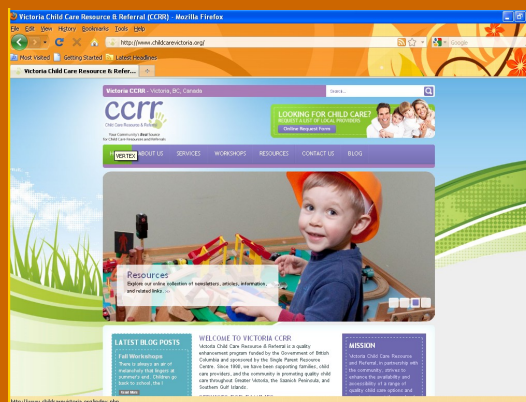 Victoria Child Care Resource & Referral (CCRR) - Mozilla Firefox
File Edit View History Bookmarks Tools Help
http://www.childcarevictoria.org/
Google
Most Visited Getting Started Latest Headlines
Victoria Child Care Resource & Refer...
Victoria CCRR - Victoria, BC, Canada
Search...
ccrr
Child Care Resource & Referral
Your Community's Best Source
for Child Care Resources and Referrals
LOOKING FOR CHILD CARE?
REQUEST A LIST OF LOCAL PROVIDERS
Online Request Form
H
VERTEX
ABOUT US SERVICES WORKSHOPS RESOURCES CONTACT US BLOG
Resources
Explore our online collection of newsletters, articles, information,
and related links.
LATEST BLOG POSTS
Fall Workshops
There is always an air of
melancholy that lingers at
summer's end. Children go
back to school, the l
Read More
WELCOME TO VICTORIA CCRR
Victoria Child Care Resource & Referral is a quality
enhancement program funded by the Government of British
Columbia and sponsored by the Single Parent Resource
Centre. Since 1998, we have been supporting families, child
care providers, and the community in promoting quality child
care throughout Greater Victoria, the Saanich Peninsula, and
Southern Gulf Islands.
MISSION
Victoria Child Care Resource
and Referral, in partnership with
the community, strives to
enhance the availability and
accessibility of a range of
quality child care options and
http://www.childcarevictoria.org/index.php